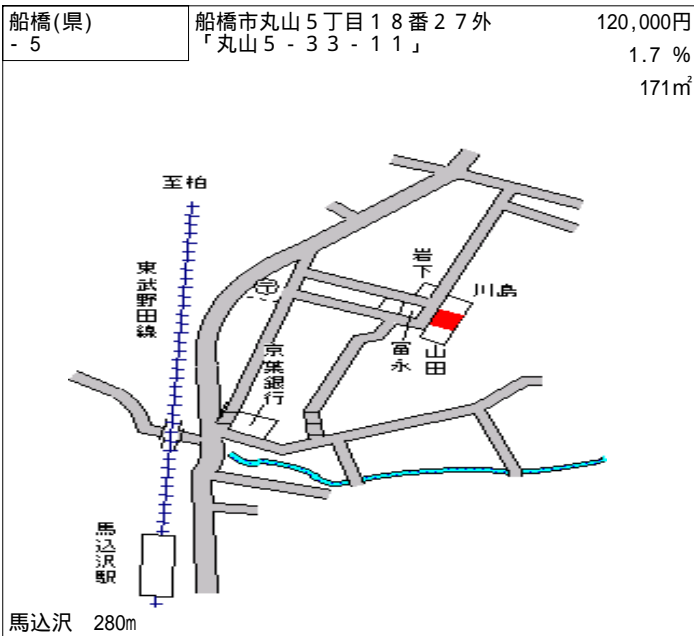 船橋(県)
- 5
船橋市丸山５丁目１８番２７外
「丸山５ - ３３ - １１」
120,000円
1.7 %
171㎡
至柏
東武野田線
岩下
川島
富永
山田
京葉銀行
馬込沢駅
馬込沢　280m